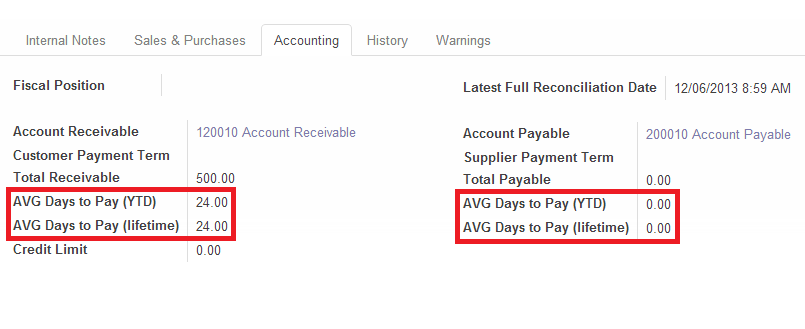 Internal Notes Sales & Purchases Accounting History Warnings
Fiscal Position
Latest Full Reconciliation Date 12/06/2013 8:59 AM
Account Receivable 120010 Account Receivable
Customer Payment Term
Total Receivable 500.00
AVG Days to Pay (YTD) 24.00
AVG Days to Pay (lifetime) 24.00
Credit Limit 0.00
Account Payable 200010 Account Payable
Supplier Payment Term
Total Payable 0.00
AVG Days to Pay (YTD) 0.00
AVG Days to Pay (lifetime) 0.00